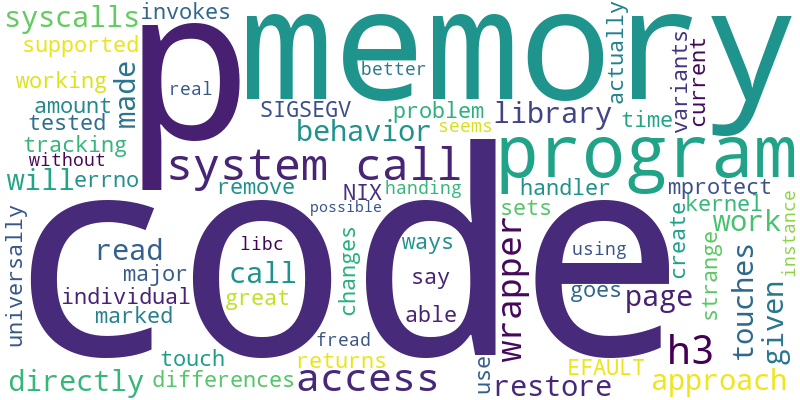 syscalls
invokes
p
memory
actually
supported
better
variants
current
working
real
amount
made
SIGSEGV
problem
library
time
tested
behavior
seems
tracking
system call
program
without
will
errno
remove
NIX
handing
handler
mprotect
instance
possible
sets
kernel
create
work
universally
code
read
libc
ways
using
strange
touches
major
call
say
wrapper
goes
page
given
individual
great
changes
able
marked
fread
h3
touch
returns
use
EFAULT
directly
differences
access
restore
approach